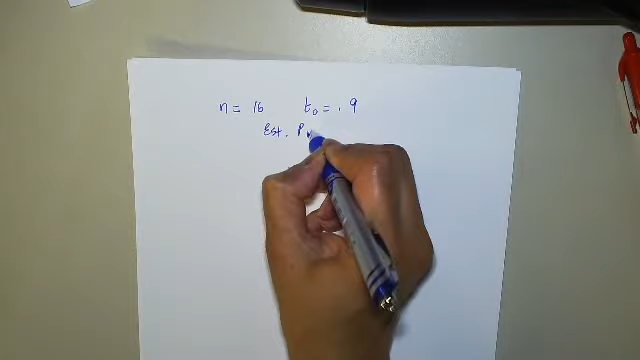 n = 16 t₀ = . 9
Est. P